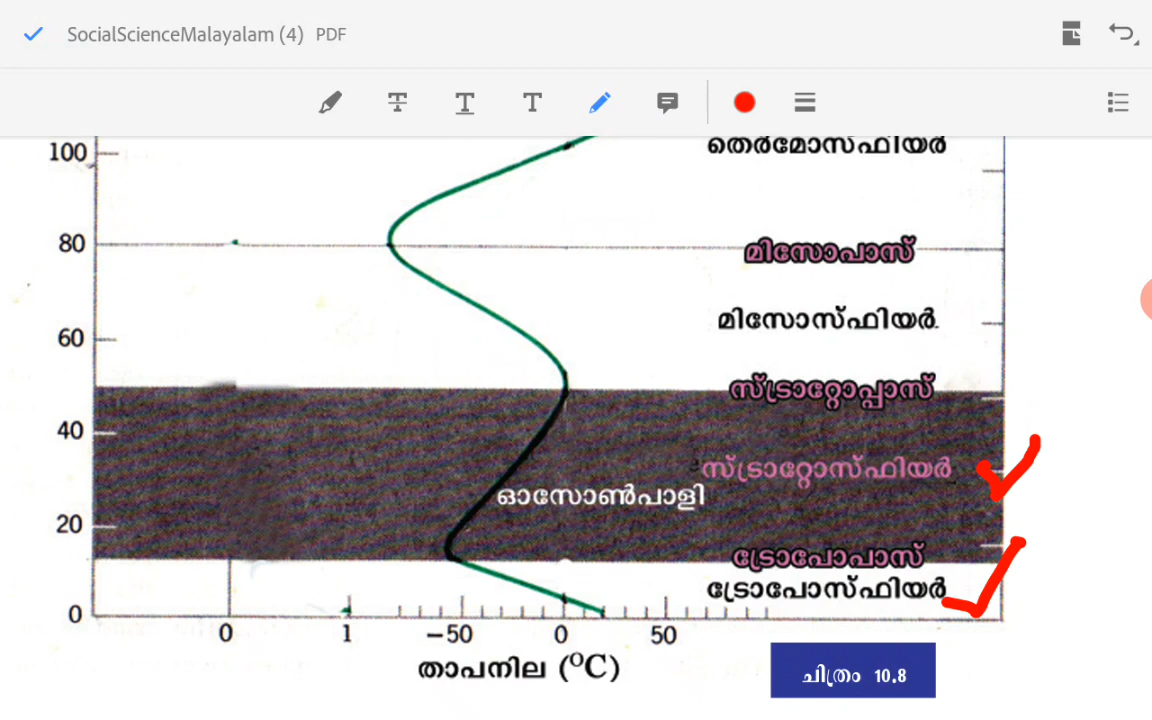 SocialScienceMalayalam (4) PDF
100
തെർമോസ്ഫിയർ
80
മിസോപാസ്
മിസോസ്ഫിയർ.
60
സ്ട്രാറ്റോപ്പാസ്
40
സ്ട്രാറ്റോസ്ഫിയർ
ഓസോൺപാളി
20
ട്രോപോപാസ്
ട്രോപോസ്ഫിയർ
0
0 1 −50 0 50
താപനില (⁰C)
ചിത്രം 10.8